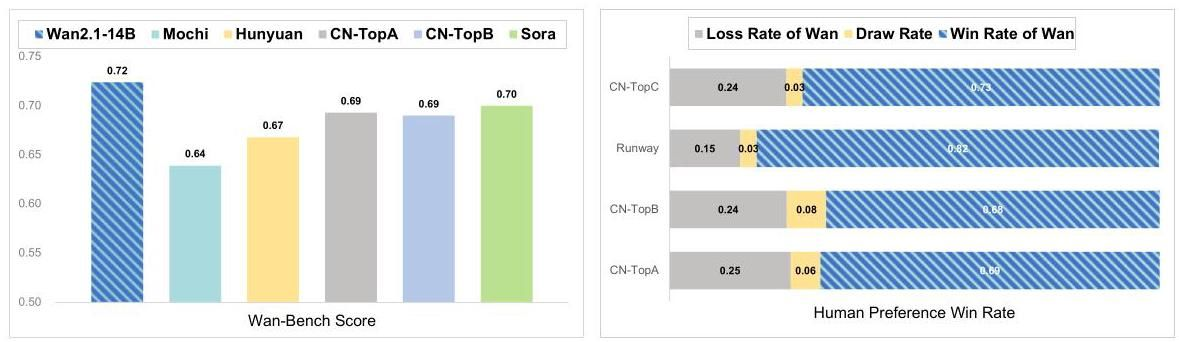 Wan2.1-14B Mochi Hunyuan CN-TopA CN-TopB Sora
0.75
0.70
0.65
0.60
0.55
0.50
0.72
0.64
0.67
0.69
0.69
0.70
Wan-Bench Score
Loss Rate of Wan Draw Rate Win Rate of Wan
CN-TopC 0.24 0.03 0.73
Runway 0.15 0.03 0.82
CN-TopB 0.24 0.08 0.68
CN-TopA 0.25 0.06 0.69
Human Preference Win Rate